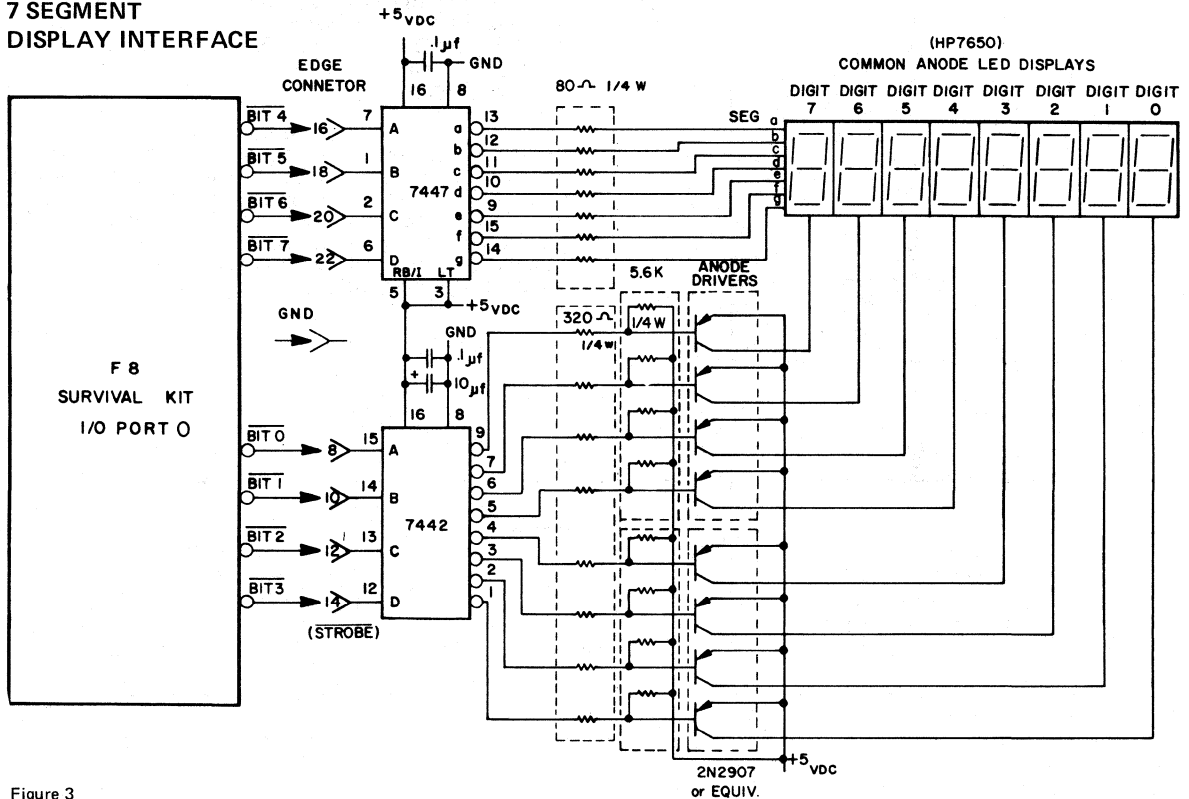 7 SEGMENT
DISPLAY INTERFACE
+5VDC
.1µf
GND
16 8
EDGE
CONNETOR
80Ω 1/4 W
(HP7650)
COMMON ANODE LED DISPLAYS
DIGIT DIGIT DIGIT DIGIT DIGIT DIGIT DIGIT DIGIT
7 6 5 4 3 2 1 0
SEG a
b
c
d
e
f
g
BIT 4 16 7 A
BIT 5 18 1 B
BIT 6 20 2 C
BIT 7 22 6 D
7447
a 13
b 12
c 11
d 10
e 9
f 15
g 14
RB/I LT
5 3
+5VDC
GND
GND
.1µf
+
10µf
16 8
5.6K
1/4 W
320Ω
1/4 W
ANODE
DRIVERS
F 8
SURVIVAL KIT
I/O PORT 0
BIT 0 8 15 A
BIT 1 10 14 B
BIT 2 12 13 C
BIT 3 14 12 D
(STROBE)
7442
9
7
6
5
4
3
2
1
+5VDC
2N2907
or EQUIV.
Figure 3